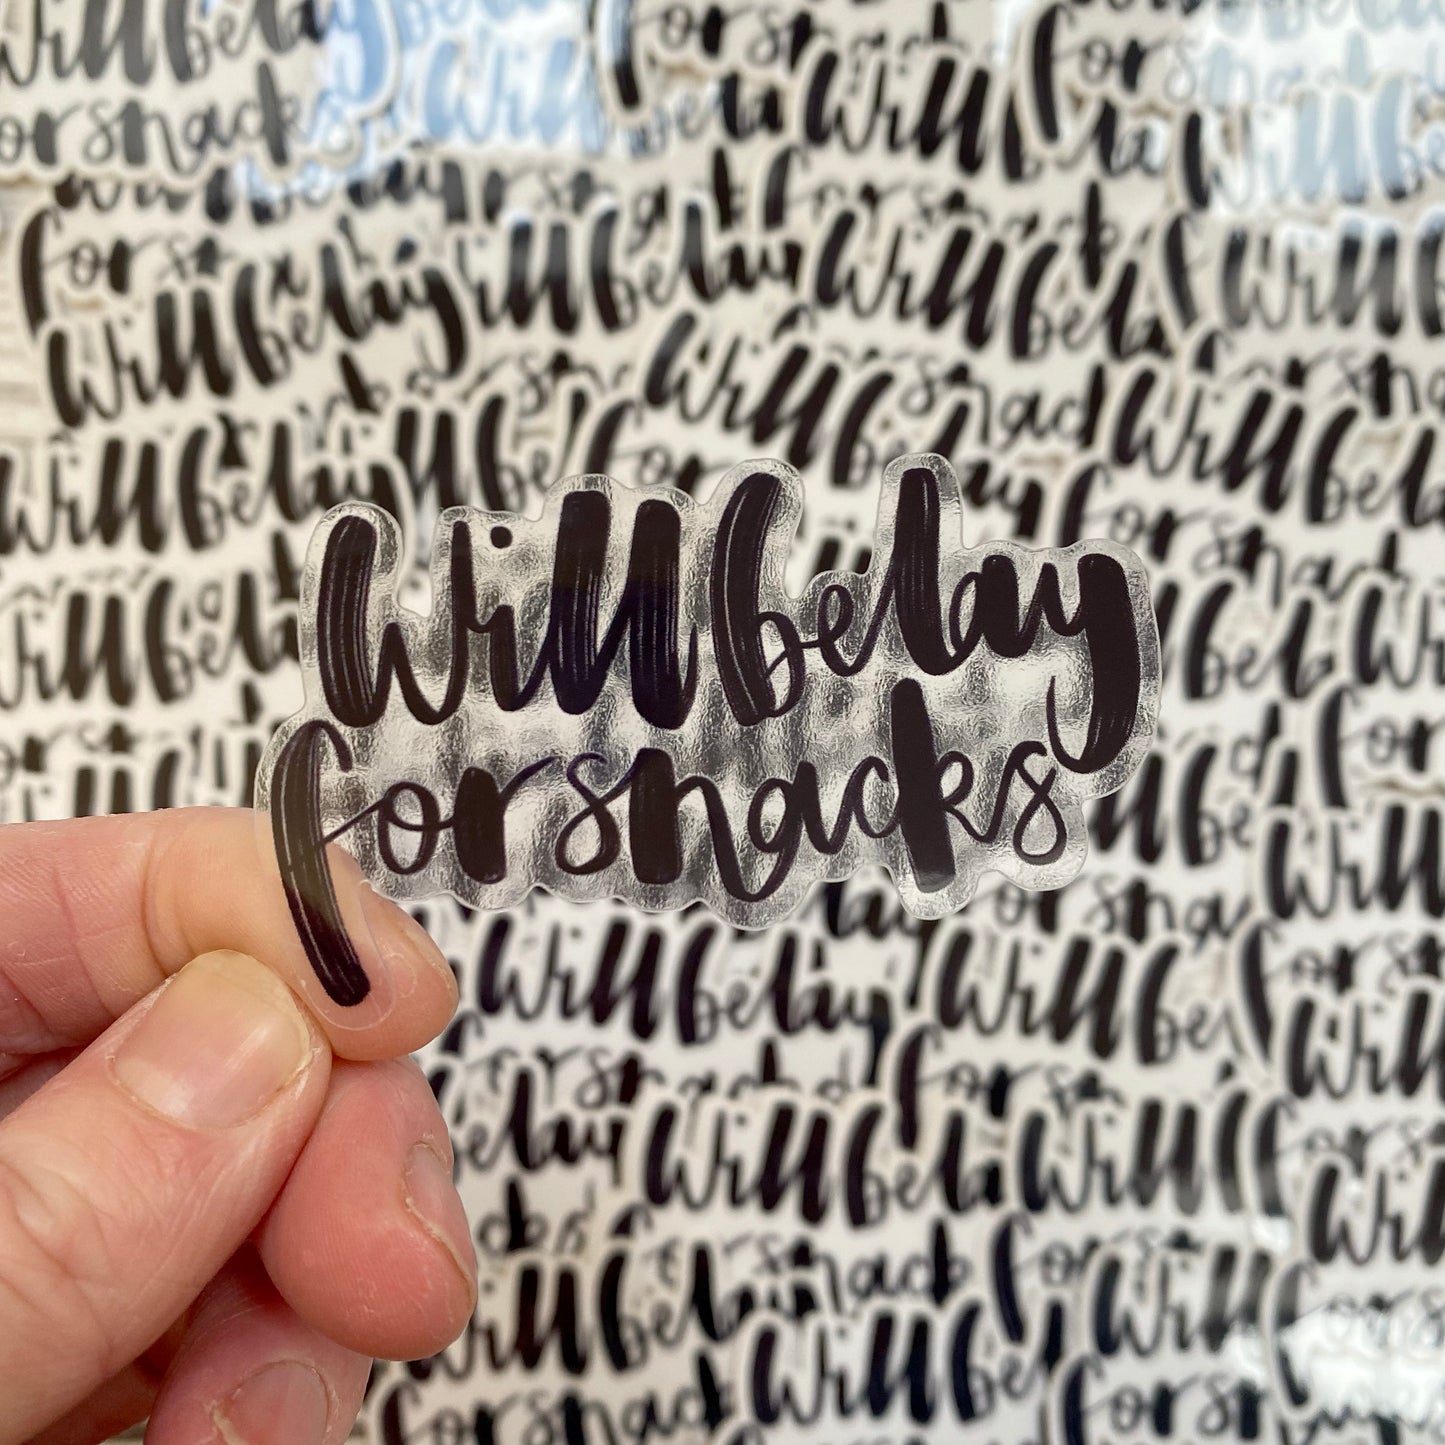 Will belay
for snacks